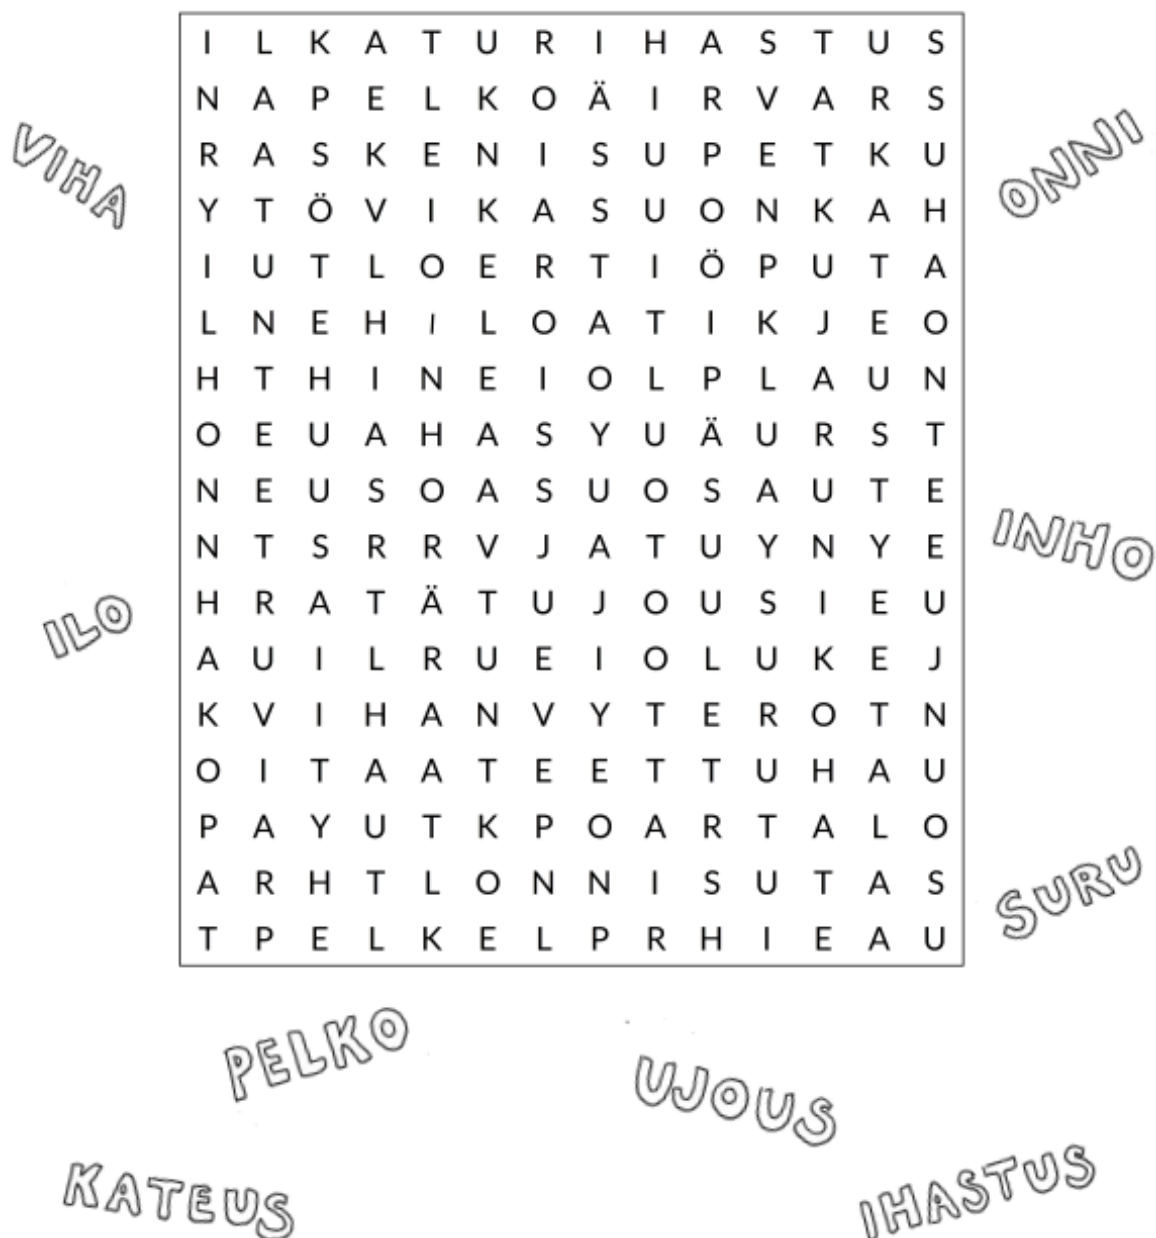 I L K A T U R I H A S T U S
N A P E L K O Ä I R V A R S
R A S K E N I S U P E T K U
Y T Ö V I K A S U O N K A H
I U T L O E R T I Ö P U T A
L N E H I L O A T I K J E O
H T H I N E I O L P L A U N
O E U A H A S Y U Ä U R S T
N E U S O A S U O S A U T E
N T S R R V J A T U Y N Y E
H R A T Ä T U J O U S I E U
A U I L R U E I O L U K E J
K V I H A N V Y T E R O T N
O I T A A T E E T T U H A U
P A Y U T K P O A R T A L O
A R H T L O N N I S U T A S
T P E L K E L P R H I E A U
VIHA
ONNI
INHO
ILO
SURU
PELKO
UJOUS
KATEUS
IHASTUS